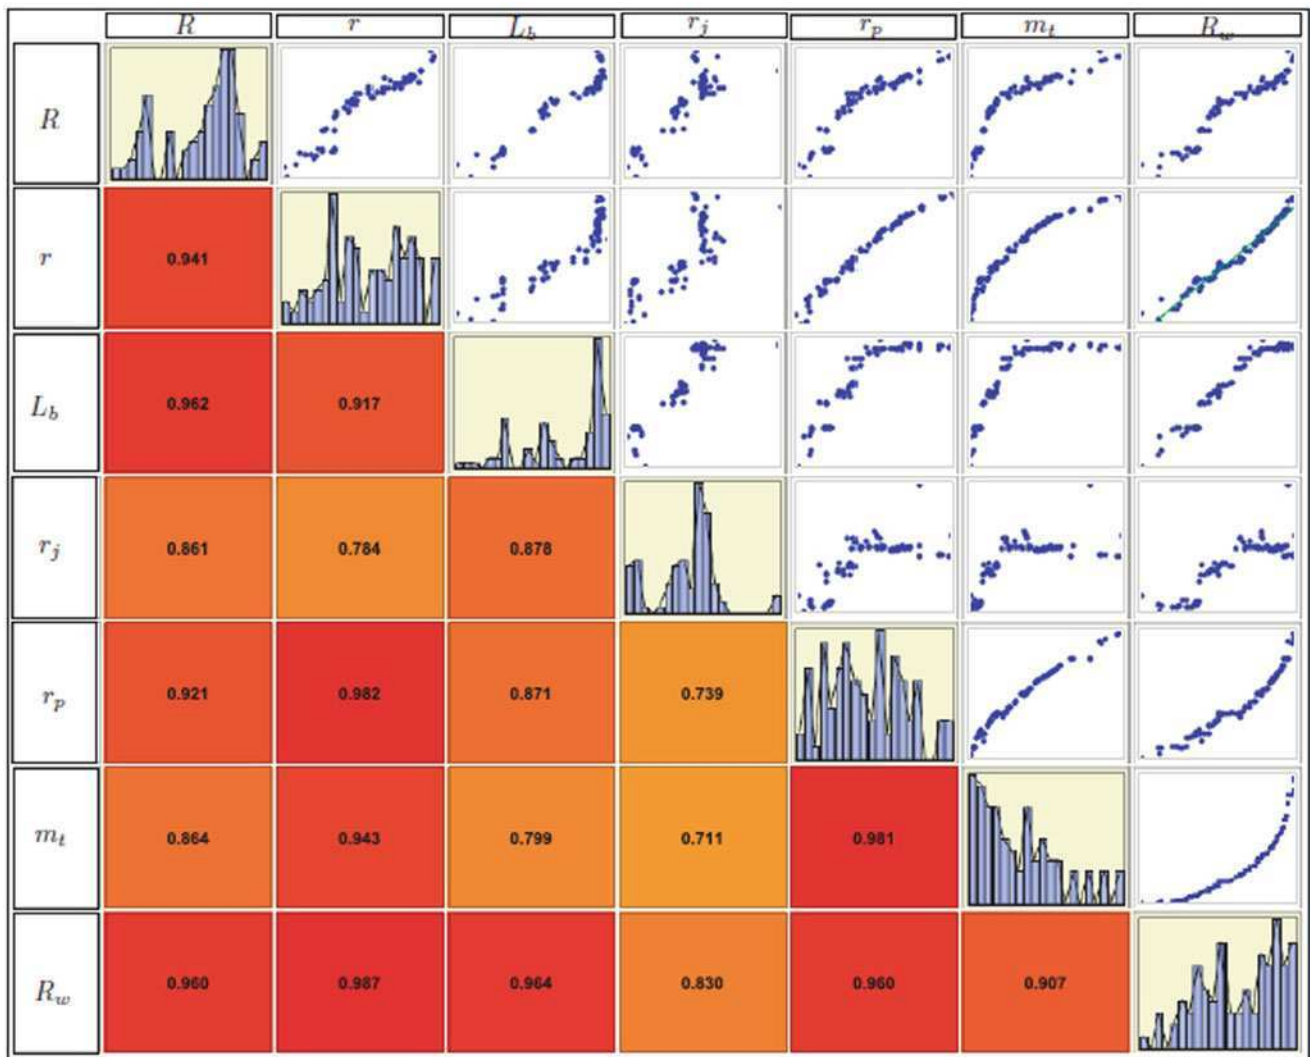 R r L_b r_j r_p m_t R_w
R
r 0.941
L_b 0.962 0.917
r_j 0.861 0.784 0.878
r_p 0.921 0.982 0.871 0.739
m_t 0.864 0.943 0.799 0.711 0.981
R_w 0.960 0.987 0.964 0.830 0.960 0.907